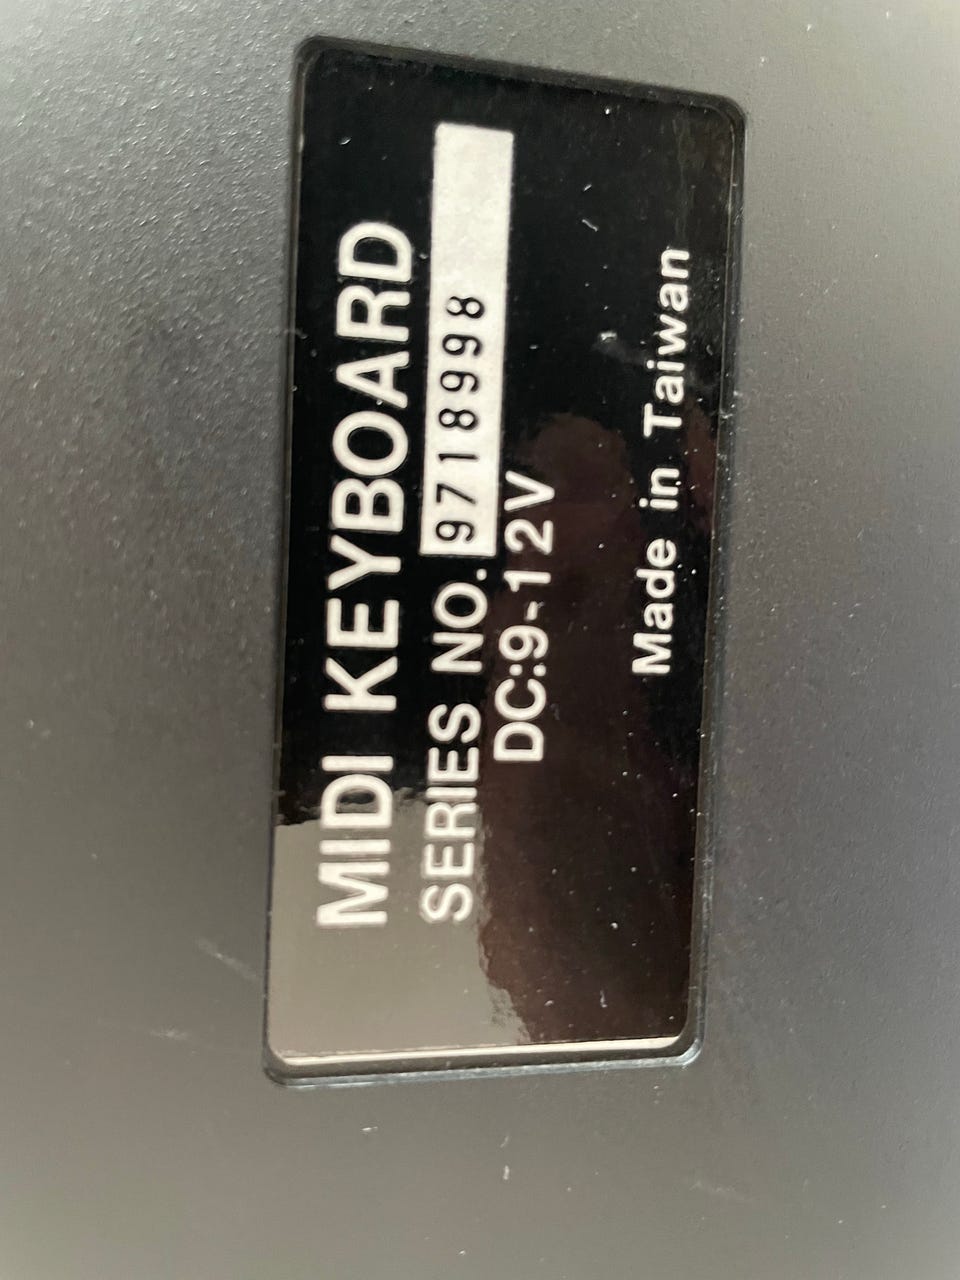 MIDI KEYBOARD
SERIES NO. 9718998
DC:9-12V
Made in Taiwan